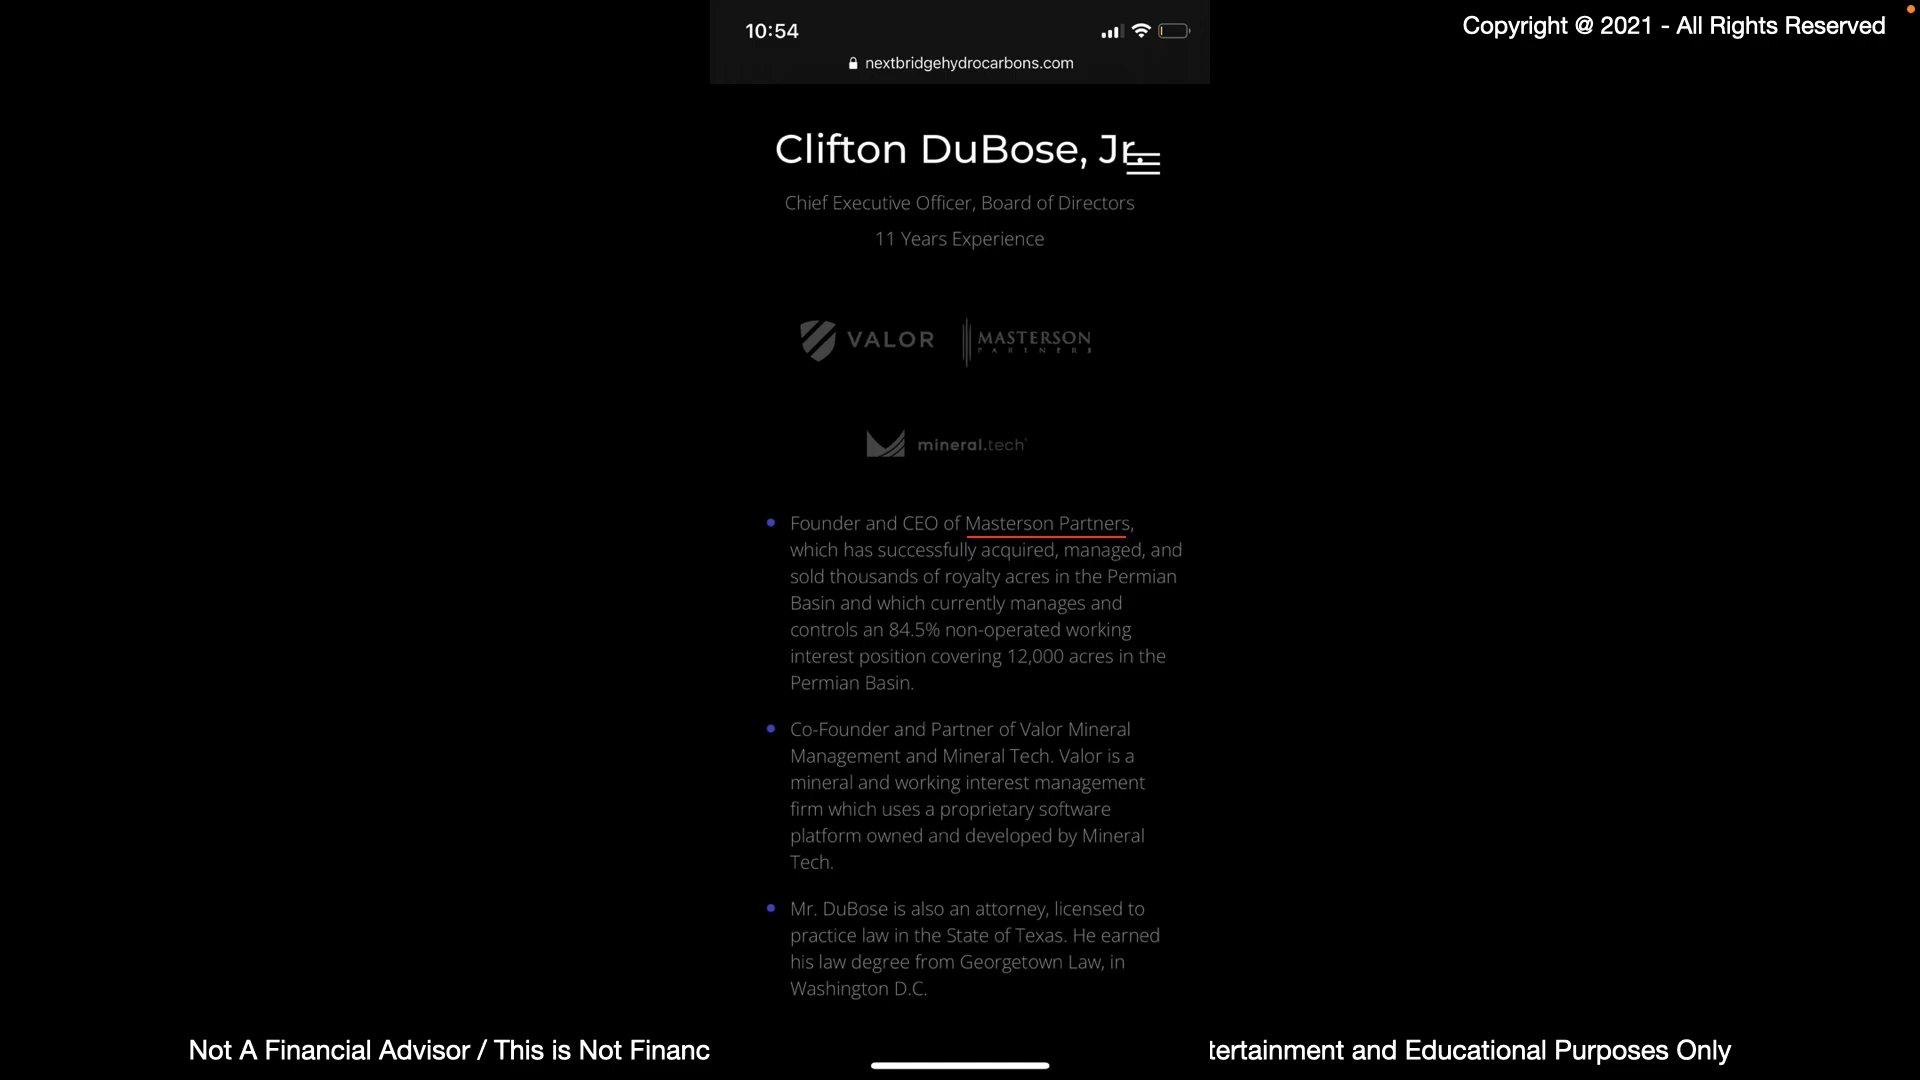 Copyright @ 2021 - All Rights Reserved
10:54
nextbridgehydrocarbons.com
Clifton DuBose, Jr.
Chief Executive Officer, Board of Directors
11 Years Experience
VALOR
MASTERSON
PARTNERS
mineral.tech
Founder and CEO of Masterson Partners,
which has successfully acquired, managed, and
sold thousands of royalty acres in the Permian
Basin and which currently manages and
controls an 84.5% non-operated working
interest position covering 12,000 acres in the
Permian Basin.
Co-Founder and Partner of Valor Mineral
Management and Mineral Tech. Valor is a
mineral and working interest management
firm which uses a proprietary software
platform owned and developed by Mineral
Tech.
Mr. DuBose is also an attorney, licensed to
practice law in the State of Texas. He earned
his law degree from Georgetown Law, in
Washington D.C.
Not A Financial Advisor / This is Not Financ
tertainment and Educational Purposes Only